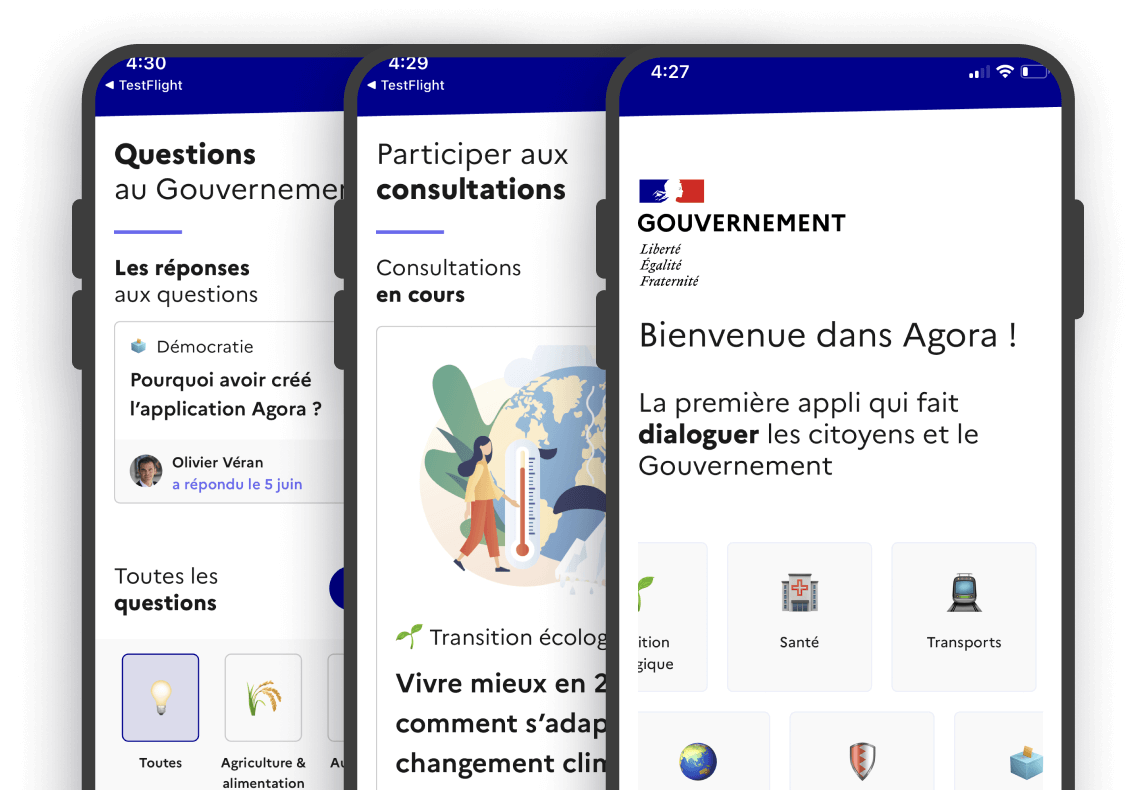 4:30
◀ TestFlight
Questions
au Gouvernemen
Les réponses
aux questions
Démocratie
Pourquoi avoir créé
l’application Agora ?
Olivier Véran
a répondu le 5 juin
Toutes les
questions
Toutes
Agriculture &
alimentation
Au
4:29
◀ TestFlight
Participer aux
consultations
Consultations
en cours
Transition écolog
Vivre mieux en 2
comment s’adap
changement clim
4:27
GOUVERNEMENT
Liberté
Égalité
Fraternité
Bienvenue dans Agora !
La première appli qui fait
dialoguer les citoyens et le
Gouvernement
ition
gique
Santé
Transports